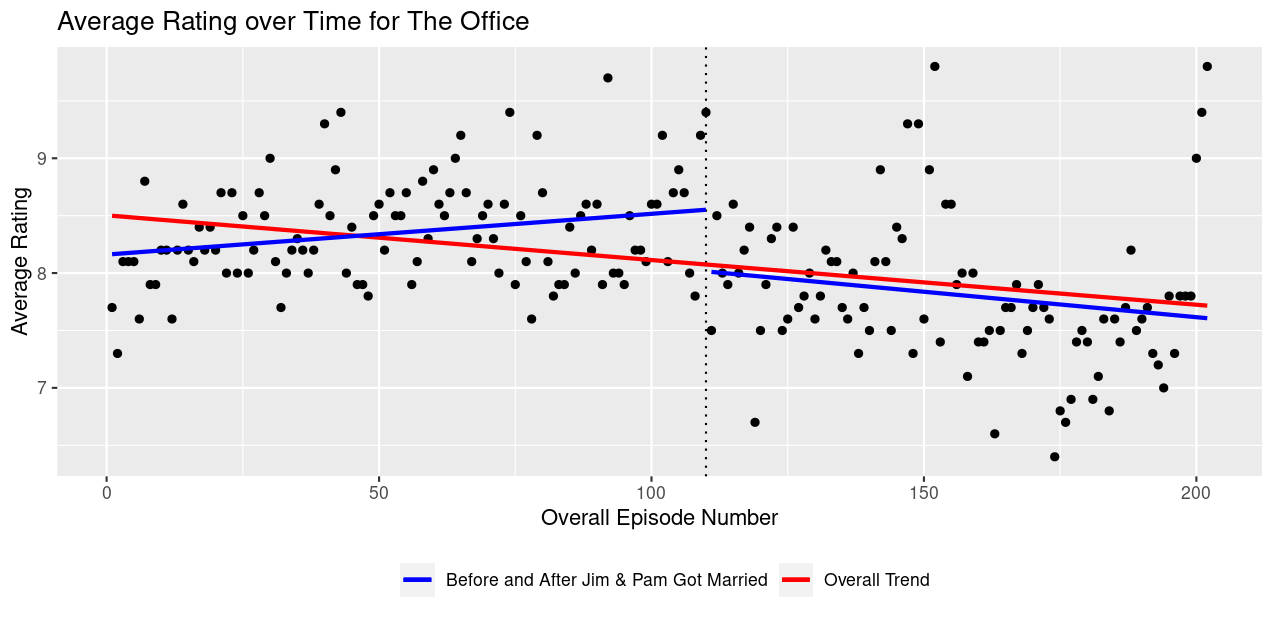 Average Rating over Time for The Office
Average Rating
9
8
7
0 50 100 150 200
Overall Episode Number
Before and After Jim & Pam Got Married Overall Trend